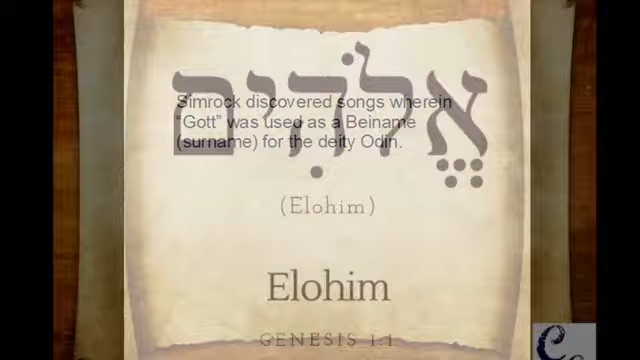 אֱלֹהִים
Simrock discovered songs wherein
"Gott" was used as a Beiname
(surname) for the deity Odin.
(Elohim)
Elohim
GENESIS 1:1